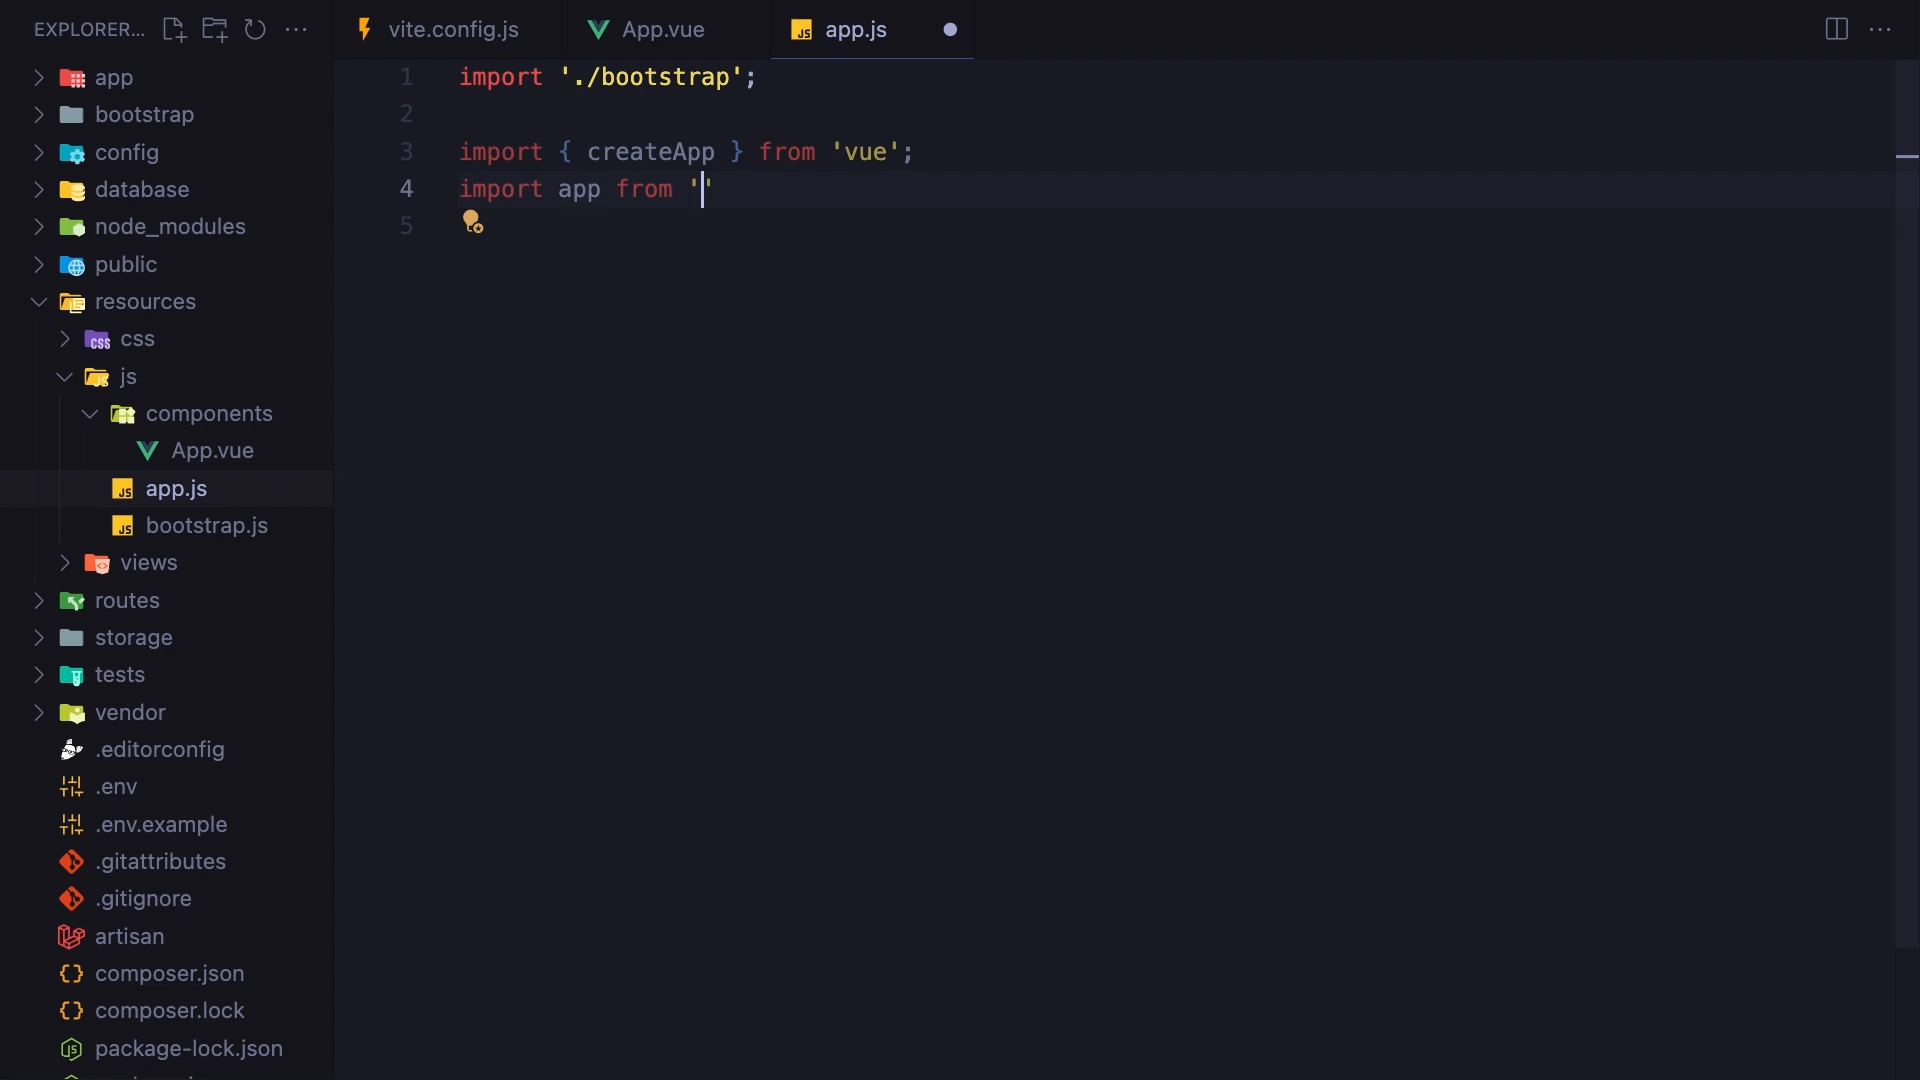 EXPLORER...
vite.config.js
App.vue
JS app.js
1 import './bootstrap';
2
3 import { createApp } from 'vue';
4 import app from ''
5
app
bootstrap
config
database
node_modules
public
resources
css
js
components
App.vue
JS app.js
JS bootstrap.js
views
routes
storage
tests
vendor
.editorconfig
.env
.env.example
.gitattributes
.gitignore
artisan
composer.json
composer.lock
package-lock.json